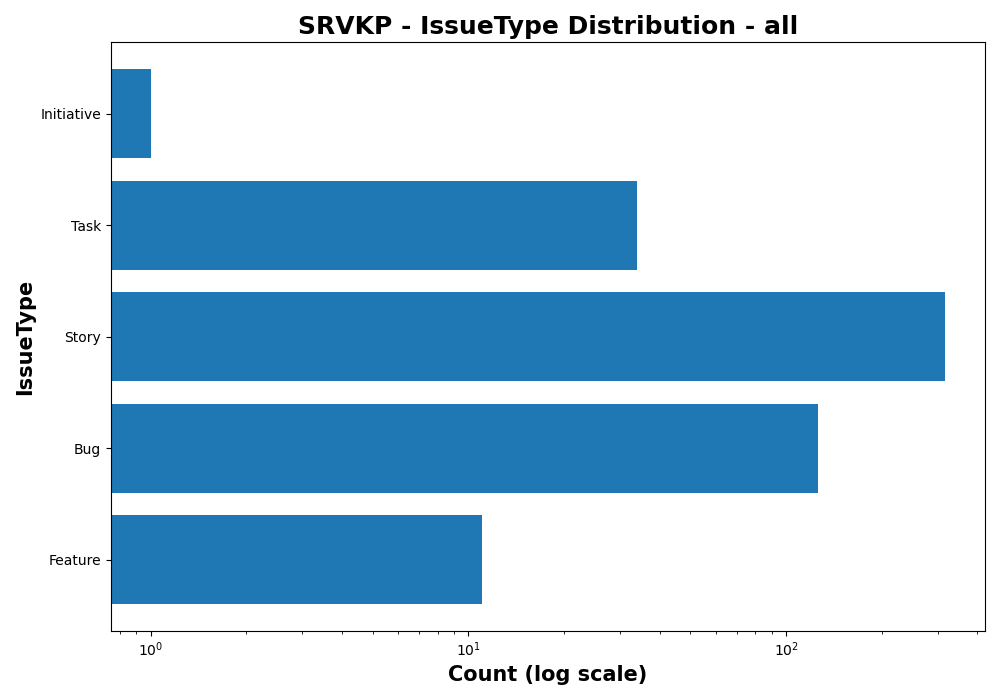 SRVKP - IssueType Distribution - all
IssueType
Initiative
Task
Story
Bug
Feature
10⁰ 10¹ 10²
Count (log scale)